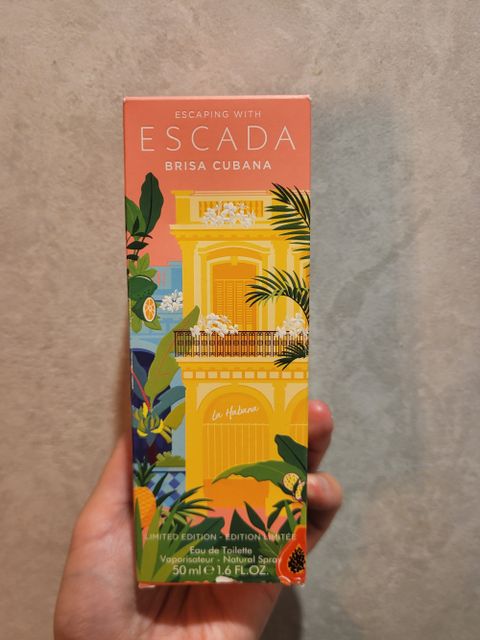 ESCAPING WITH
ESCADA
BRISA CUBANA
La Habana
LIMITED EDITION - EDITION LIMITÉE
Eau de Toilette
Vaporisateur - Natural Spray
50 ml ℮ 1.6 FL.OZ.